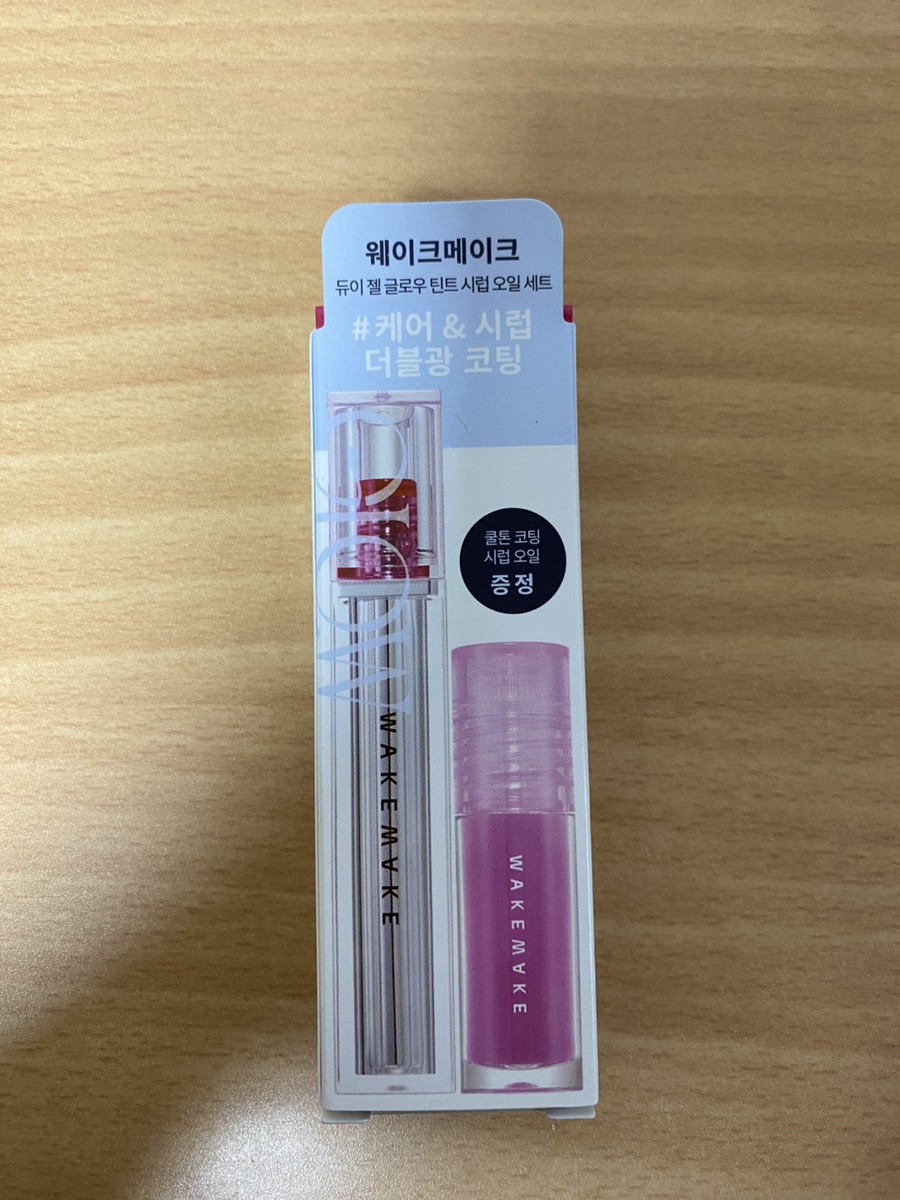 웨이크메이크
듀이 젤 글로우 틴트 시럽 오일 세트
#케어 & 시럽
더블광 코팅
GLOW
쿨톤 코팅
시럽 오일
증정
WAKEMAKE
WAKEMAKE